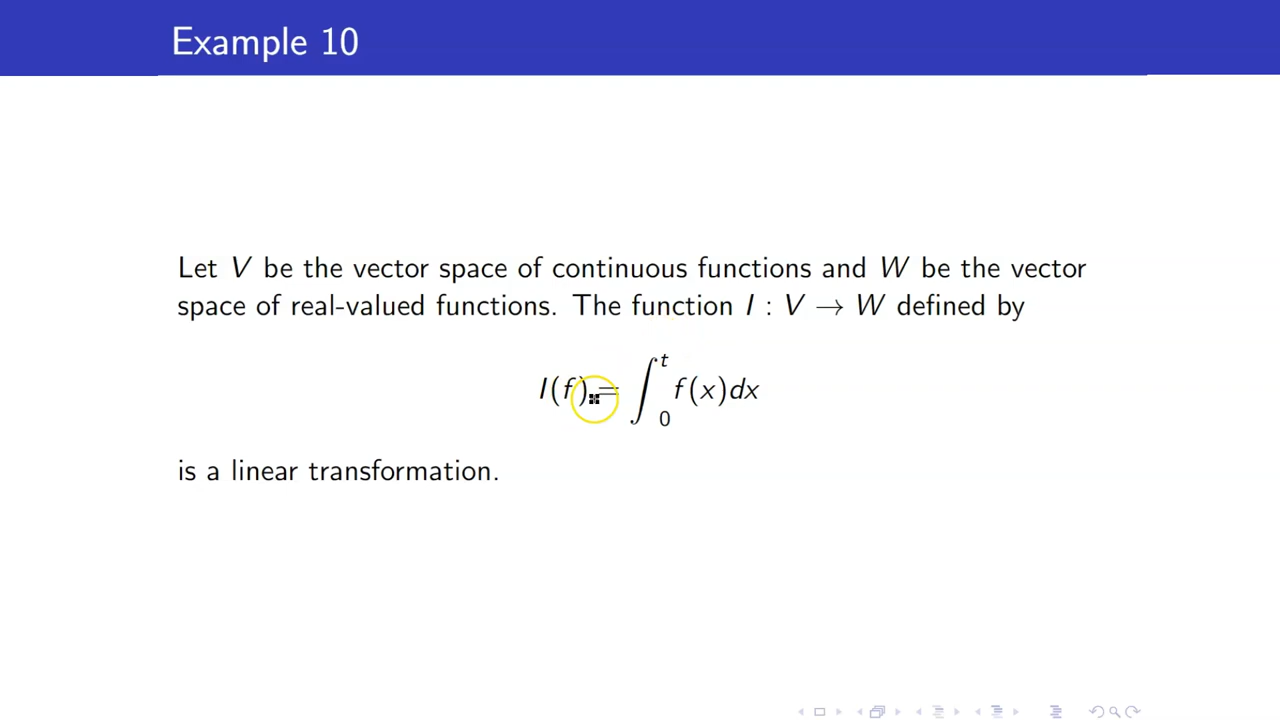 Example 10
Let V be the vector space of continuous functions and W be the vector
space of real-valued functions. The function I : V → W defined by
I(f) = ∫₀ᵗ f(x)dx
is a linear transformation.